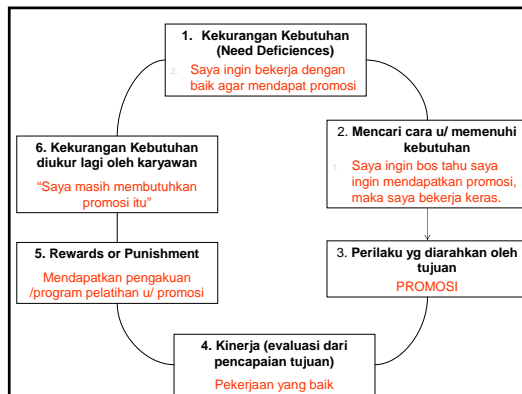 1. Kekurangan Kebutuhan
(Need Deficiences)
2. Saya ingin bekerja dengan
baik agar mendapat promosi
2. Mencari cara u/ memenuhi
kebutuhan
1. Saya ingin bos tahu saya
ingin mendapatkan promosi,
maka saya bekerja keras.
3. Perilaku yg diarahkan oleh
tujuan
PROMOSI
4. Kinerja (evaluasi dari
pencapaian tujuan)
Pekerjaan yang baik
5. Rewards or Punishment
Mendapatkan pengakuan
/program pelatihan u/ promosi
6. Kekurangan Kebutuhan
diukur lagi oleh karyawan
“Saya masih membutuhkan
promosi itu”